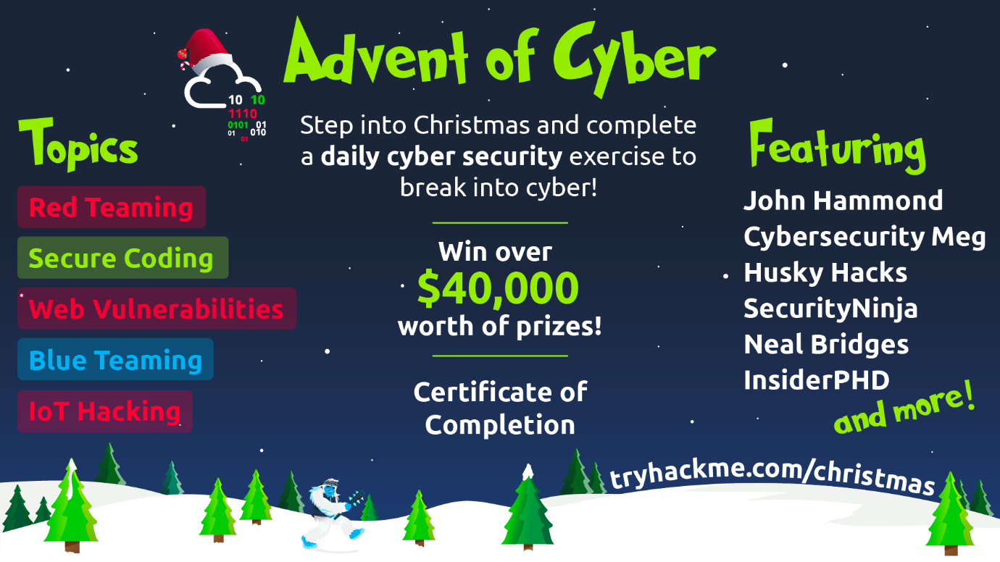 Advent of Cyber
10 10
1110
0101 01
01 010
01
Step into Christmas and complete
a daily cyber security exercise to
break into cyber!
Win over
$40,000
worth of prizes!
Certificate of
Completion
Topics
Red Teaming
Secure Coding
Web Vulnerabilities
Blue Teaming
IoT Hacking
Featuring
John Hammond
Cybersecurity Meg
Husky Hacks
SecurityNinja
Neal Bridges
InsiderPHD
and more!
tryhackme.com/christmas